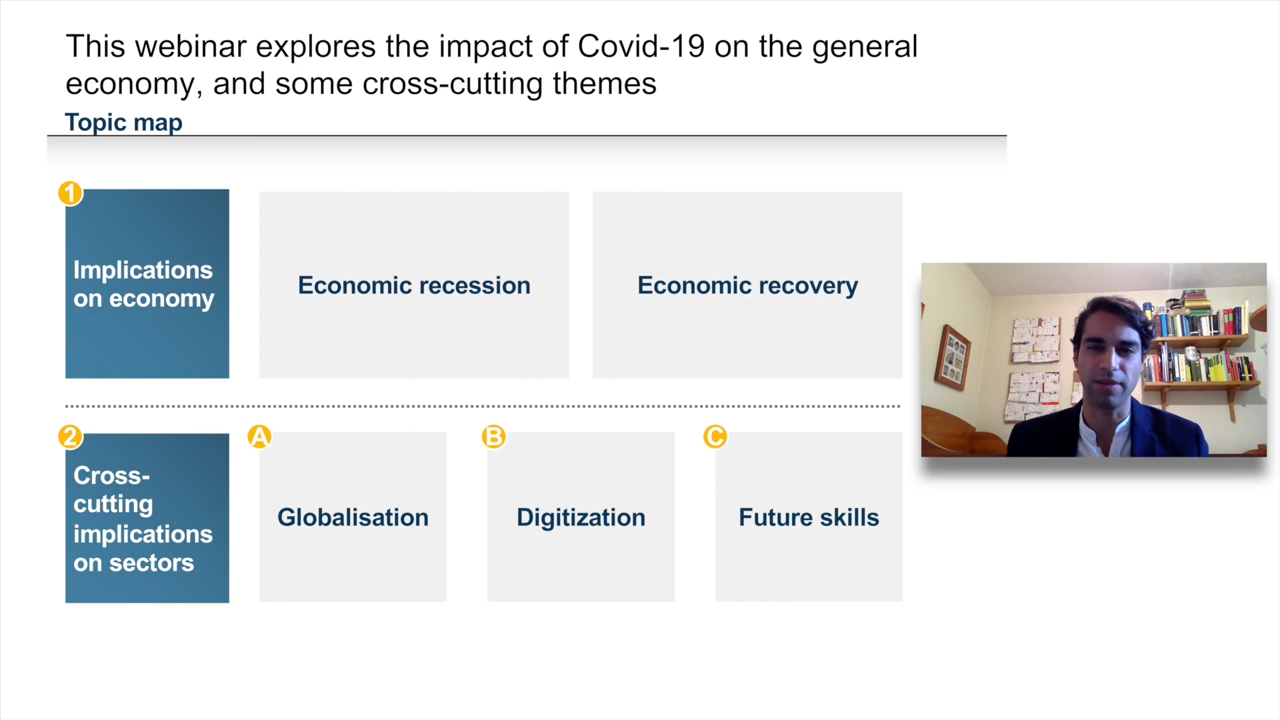 This webinar explores the impact of Covid-19 on the general
economy, and some cross-cutting themes
Topic map
1
Implications
on economy
Economic recession
Economic recovery
2
Cross-
cutting
implications
on sectors
A
Globalisation
B
Digitization
C
Future skills